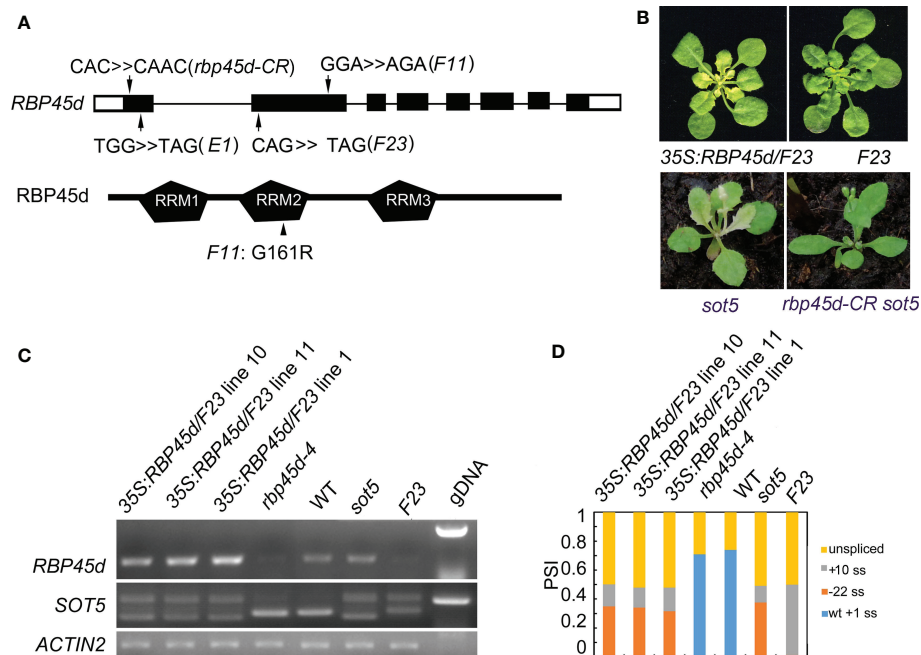 A
CAC>>CAAC(rbp45d-CR)
GGA>>AGA(F11)
RBP45d
TGG>>TAG(E1)
CAG>> TAG(F23)
RBP45d
RRM1
RRM2
RRM3
F11: G161R
B
35S:RBP45d/F23
F23
sot5
rbp45d-CR sot5
C
35S:RBP45d/F23 line 10
35S:RBP45d/F23 line 11
35S:RBP45d/F23 line 1
rbp45d-4
WT
sot5
F23
gDNA
RBP45d
SOT5
ACTIN2
D
35S:RBP45d/F23 line 10
35S:RBP45d/F23 line 11
35S:RBP45d/F23 line 1
rbp45d-4
WT
sot5
F23
PSI
1
0.8
0.6
0.4
0.2
0
unspliced
+10 ss
-22 ss
wt +1 ss